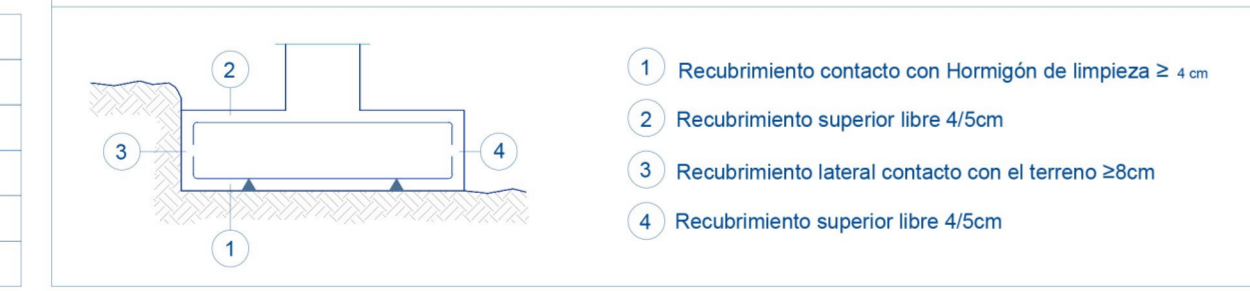 2
3
4
1
1 Recubrimiento contacto con Hormigón de limpieza ≥ 4 cm
2 Recubrimiento superior libre 4/5cm
3 Recubrimiento lateral contacto con el terreno ≥8cm
4 Recubrimiento superior libre 4/5cm